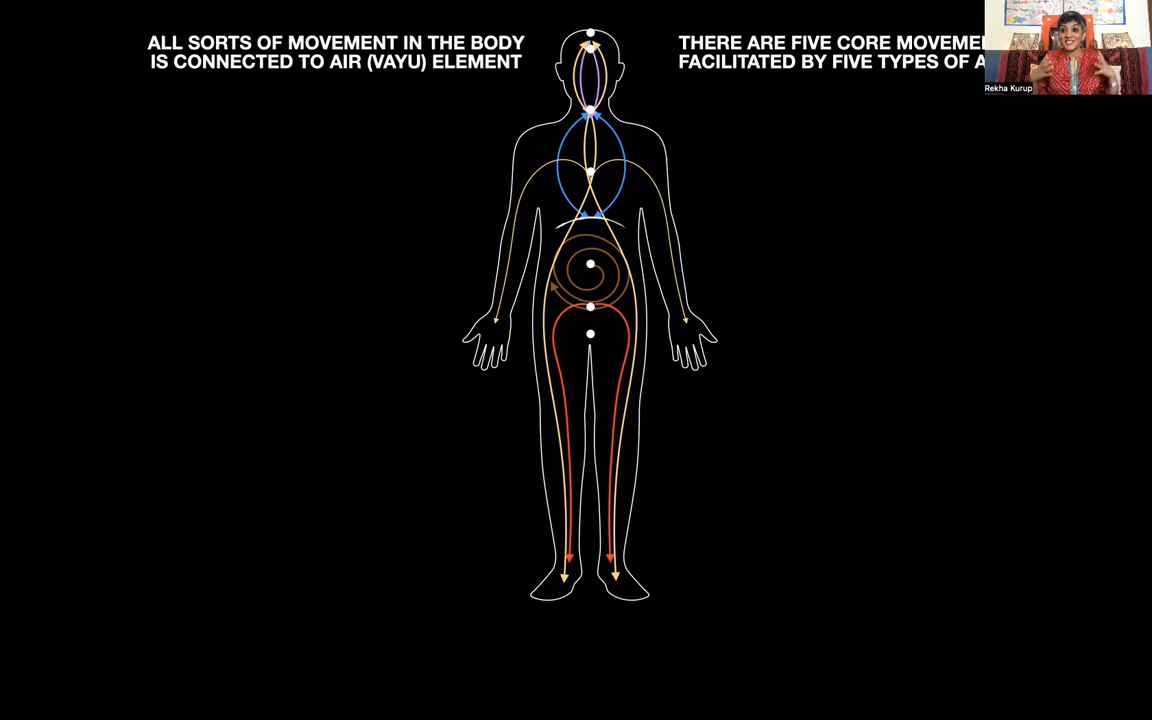 ALL SORTS OF MOVEMENT IN THE BODY
IS CONNECTED TO AIR (VAYU) ELEMENT
THERE ARE FIVE CORE
FACILITATED BY FIVE TYPES OF
Rekha Kurup